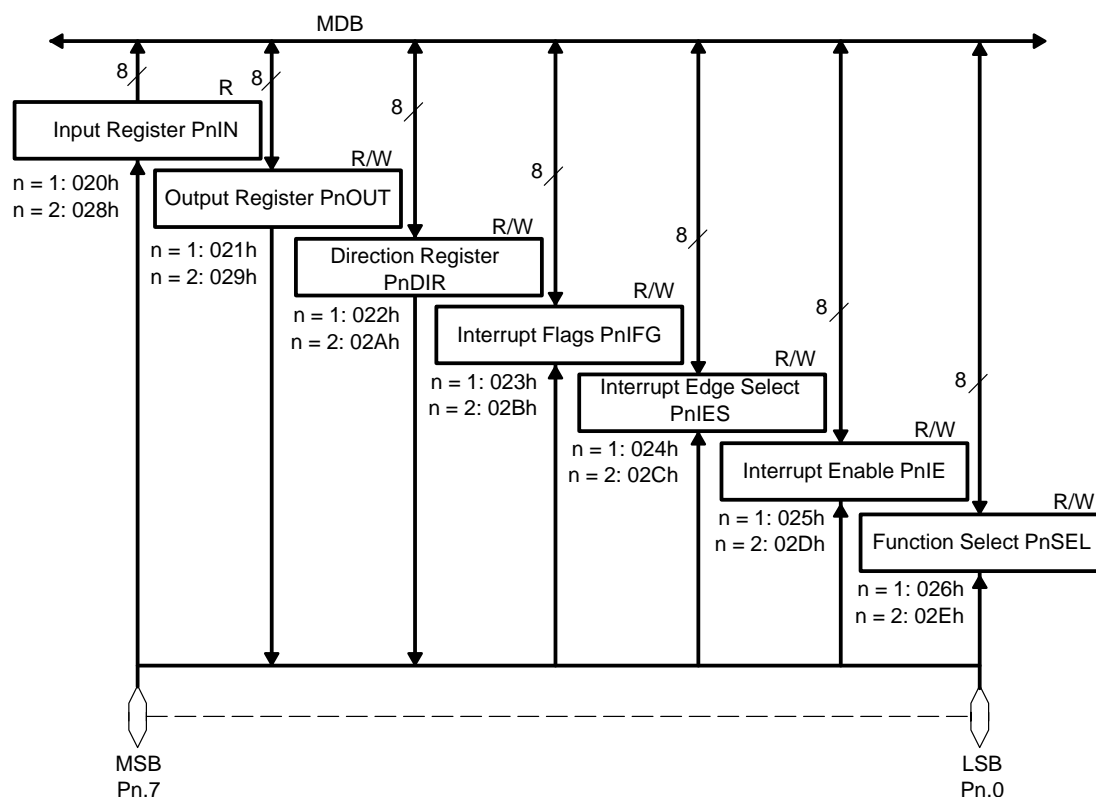 MDB
8
R
Input Register PnIN
n = 1: 020h
n = 2: 028h
8
R/W
Output Register PnOUT
n = 1: 021h
n = 2: 029h
8
R/W
Direction Register
PnDIR
n = 1: 022h
n = 2: 02Ah
8
R/W
Interrupt Flags PnIFG
n = 1: 023h
n = 2: 02Bh
8
R/W
Interrupt Edge Select
PnIES
n = 1: 024h
n = 2: 02Ch
8
R/W
Interrupt Enable PnIE
n = 1: 025h
n = 2: 02Dh
8
R/W
Function Select PnSEL
n = 1: 026h
n = 2: 02Eh
MSB
Pn.7
LSB
Pn.0